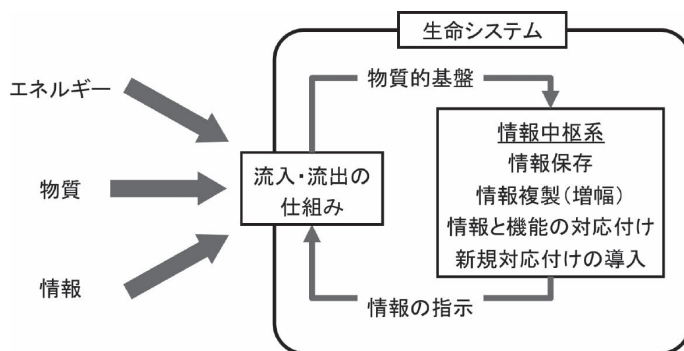 生命システム
エネルギー
物質
情報
物質的基盤
流入・流出の
仕組み
情報中枢系
情報保存
情報複製(増幅)
情報と機能の対応付け
新規対応付けの導入
情報の指示